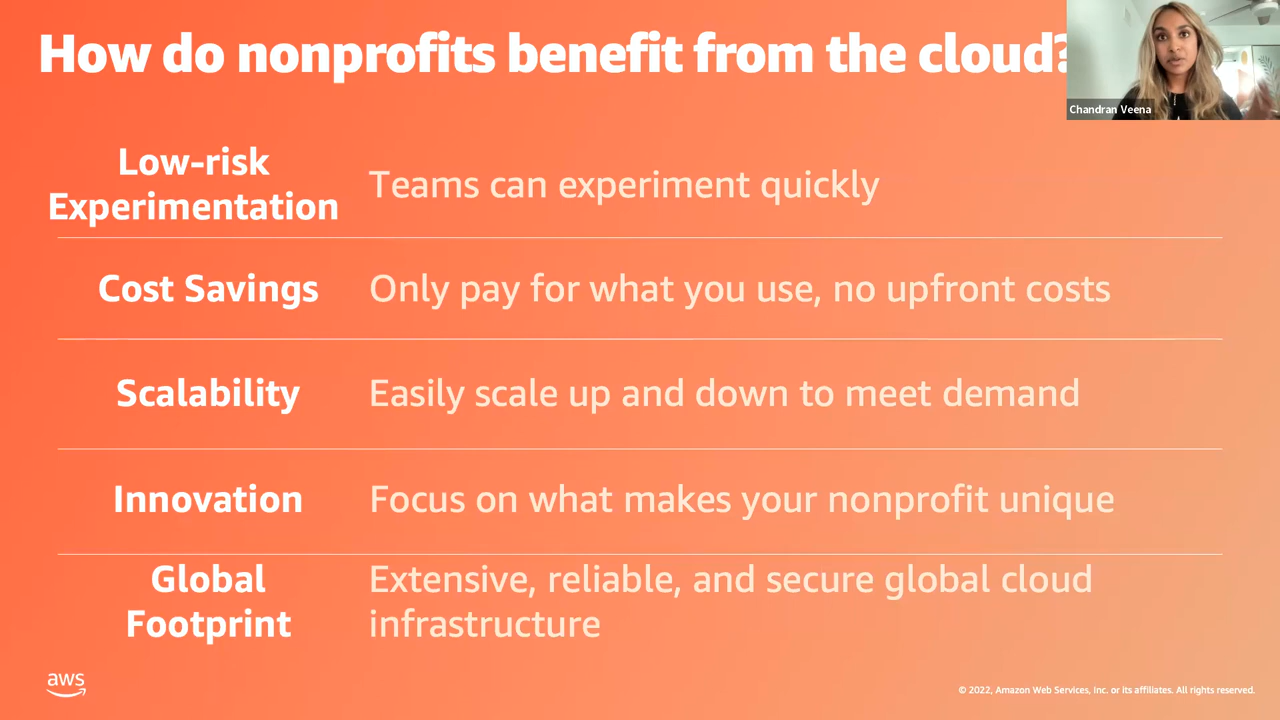 How do nonprofits benefit from the cloud?
Chandran Veena
Low-risk
Experimentation
Teams can experiment quickly
Cost Savings
Only pay for what you use, no upfront costs
Scalability
Easily scale up and down to meet demand
Innovation
Focus on what makes your nonprofit unique
Global
Footprint
Extensive, reliable, and secure global cloud
infrastructure
aws
© 2022, Amazon Web Services, Inc. or its affiliates. All rights reserved.